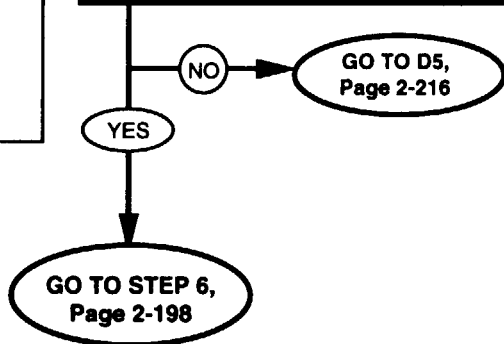 NO
GO TO D5,
Page 2-216
YES
GO TO STEP 6,
Page 2-198